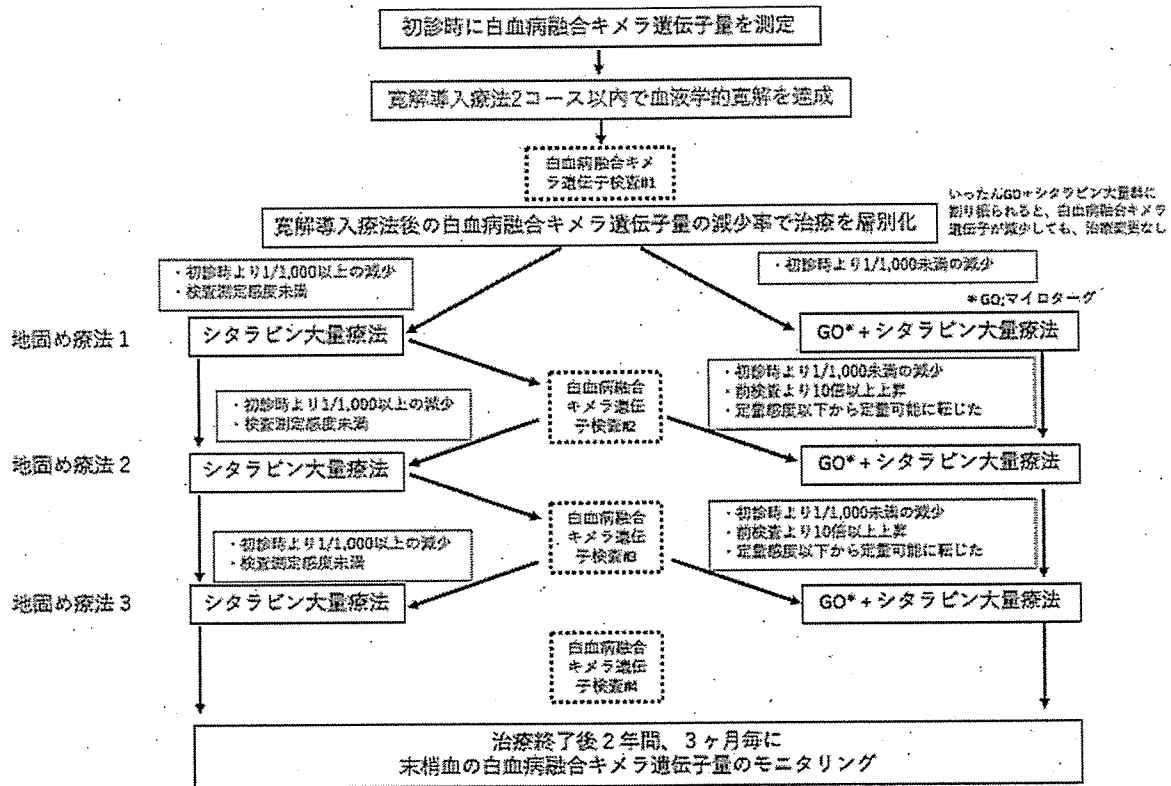 初診時に白血病融合キメラ遺伝子量を測定
寛解導入療法2コース以内で血液学的寛解を達成
白血病融合キメ
ラ遺伝子検査#1
いったんGO+シタラビン大量群に
割り振られると、白血病融合キメラ
遺伝子が減少しても、治療変更なし
寛解導入療法後の白血病融合キメラ遺伝子量の減少率で治療を層別化
・初診時より1/1,000以上の減少
・検査測定感度未満
・初診時より1/1,000未満の減少
*GO;マイロターグ
地固め療法1
シタラビン大量療法
GO*+シタラビン大量療法
・初診時より1/1,000以上の減少
・検査測定感度未満
白血病融合
キメラ遺伝
子検査#2
・初診時より1/1,000未満の減少
・前検査より10倍以上上昇
・定量感度以下から定量可能に転じた
地固め療法2
シタラビン大量療法
GO*+シタラビン大量療法
・初診時より1/1,000以上の減少
・検査測定感度未満
白血病融合
キメラ遺伝
子検査#3
・初診時より1/1,000未満の減少
・前検査より10倍以上上昇
・定量感度以下から定量可能に転じた
地固め療法3
シタラビン大量療法
GO*+シタラビン大量療法
白血病融合
キメラ遺伝
子検査#4
治療終了後2年間、3ヶ月毎に
末梢血の白血病融合キメラ遺伝子量のモニタリング